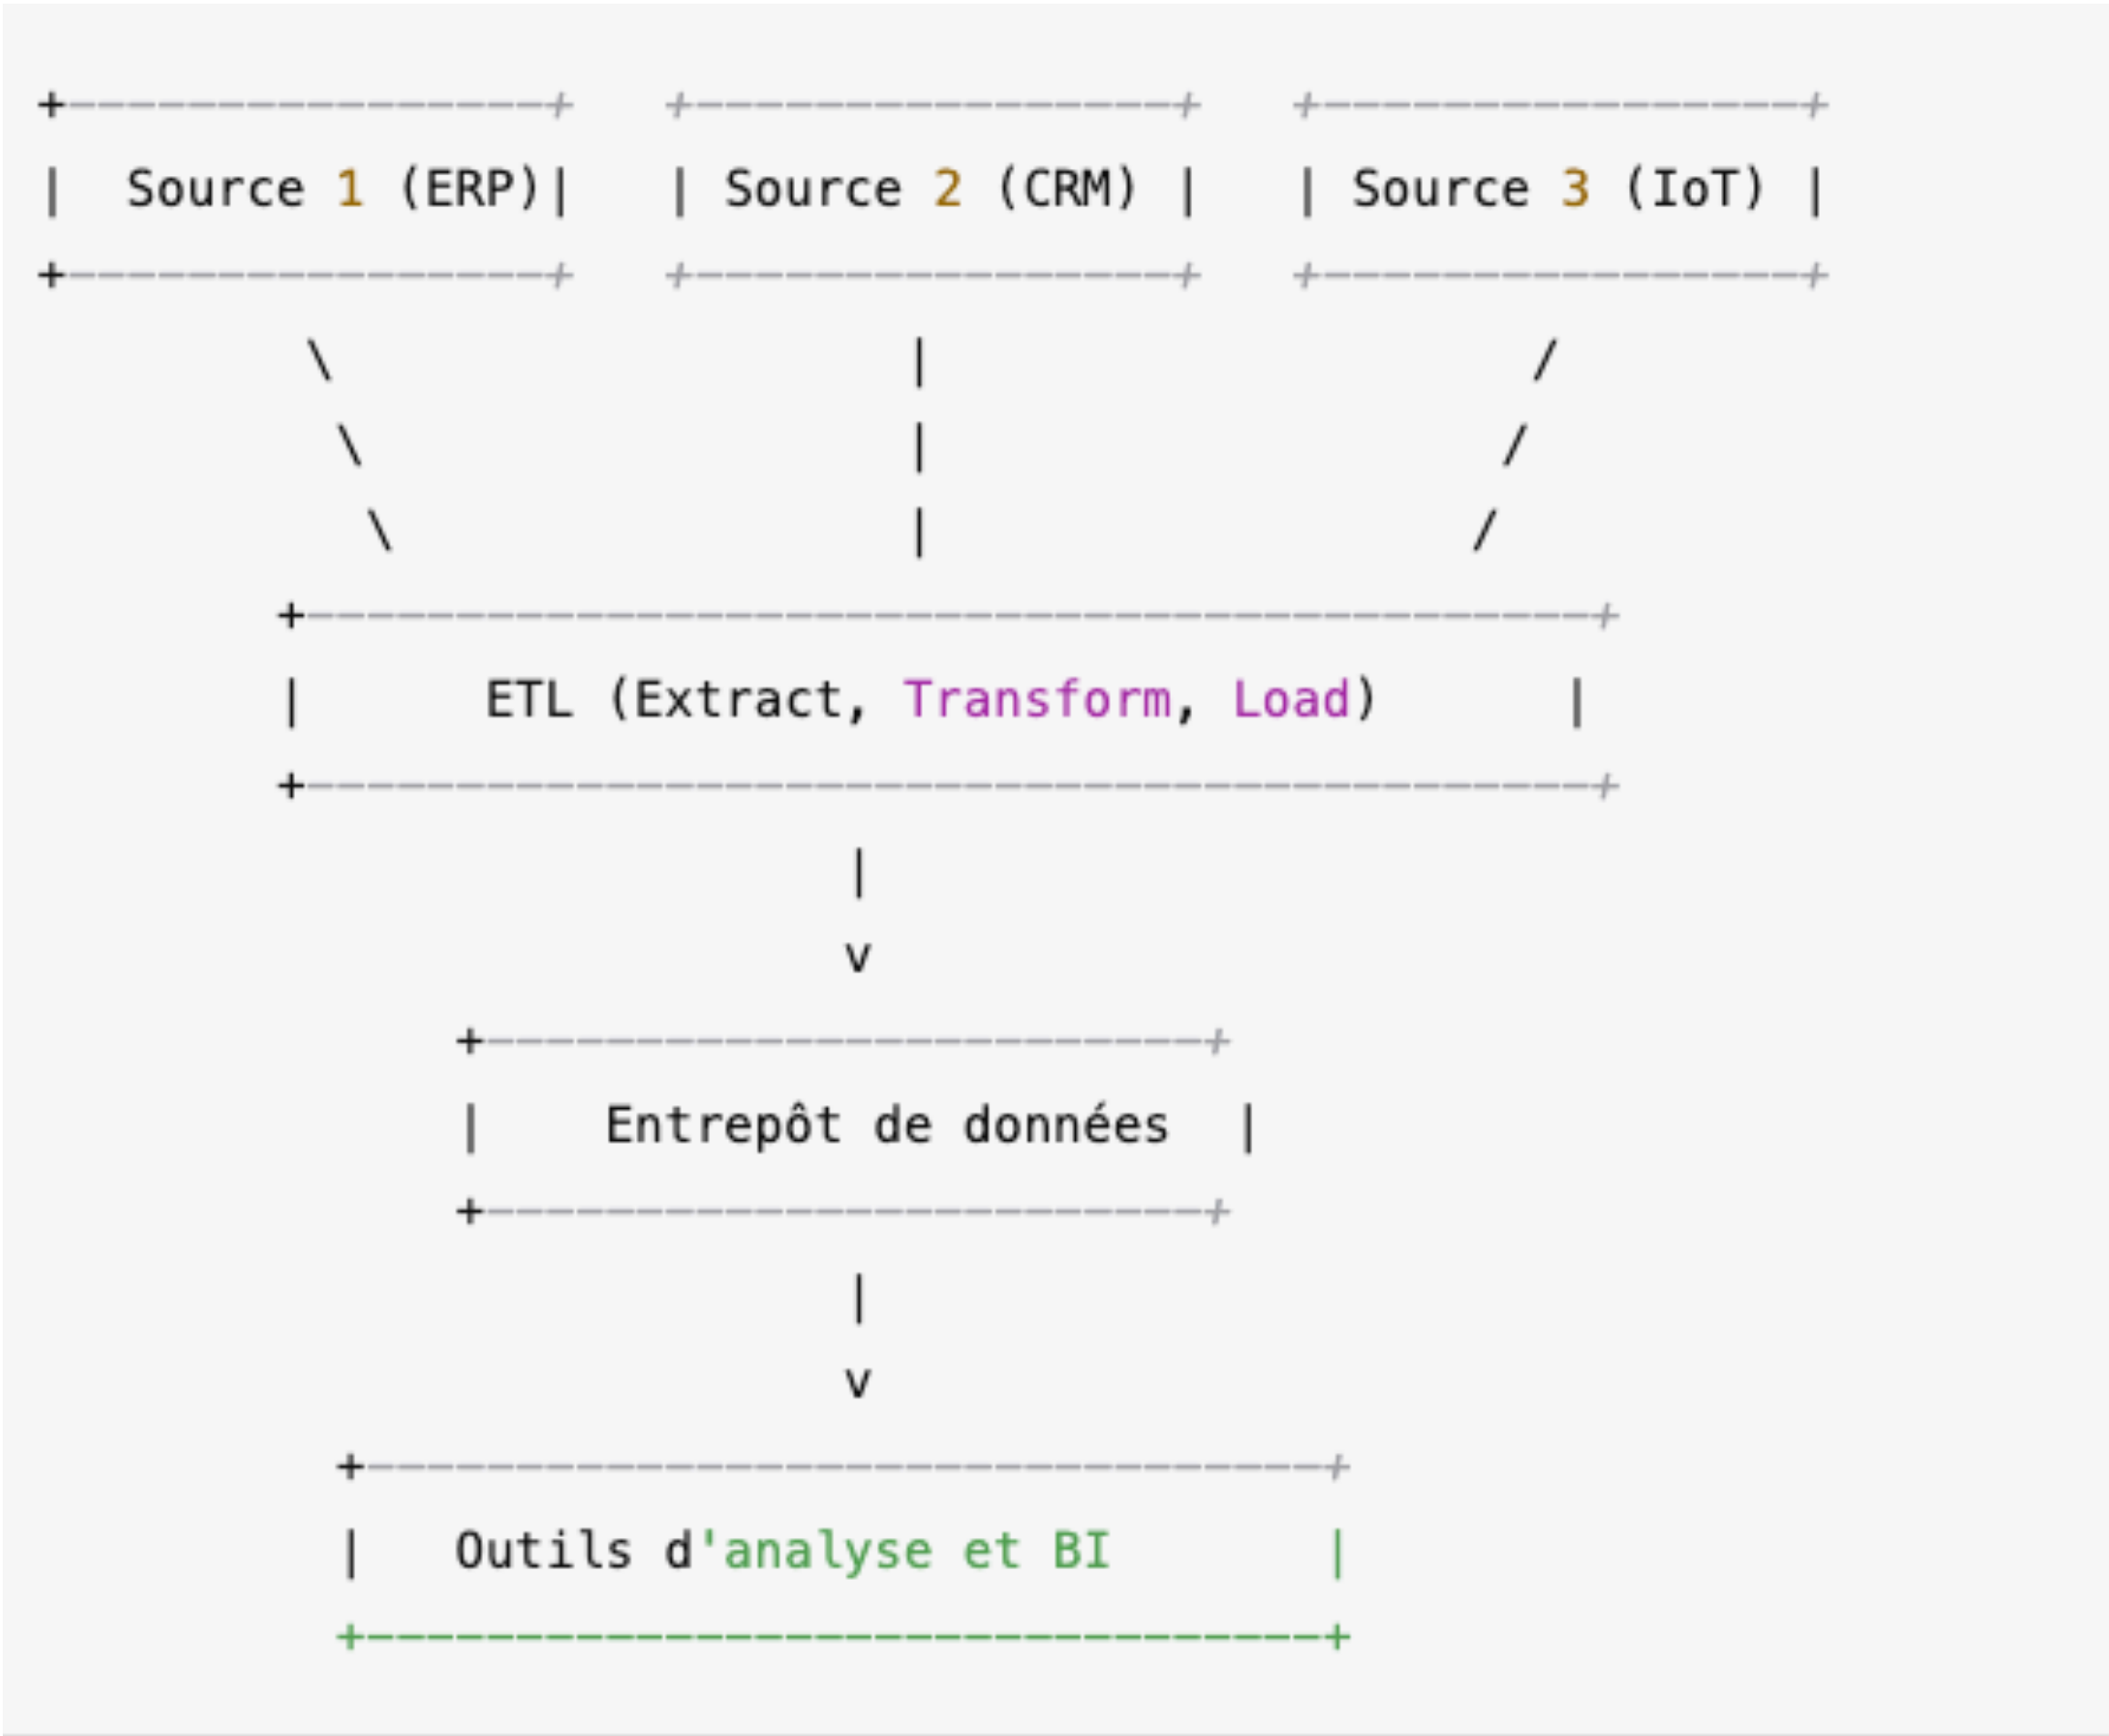 +-----------------+   +-----------------+   +-----------------+
|  Source 1 (ERP)|   | Source 2 (CRM) |   | Source 3 (IoT) |
+-----------------+   +-----------------+   +-----------------+
         \                   |                    /
          \                  |                   /
           \                 |                  /
        +-------------------------------------------+
        |      ETL (Extract, Transform, Load)      |
        +-------------------------------------------+
                           |
                           v
              +------------------------+
              |    Entrepôt de données  |
              +------------------------+
                           |
                           v
          +--------------------------------+
          |   Outils d'analyse et BI       |
          +--------------------------------+